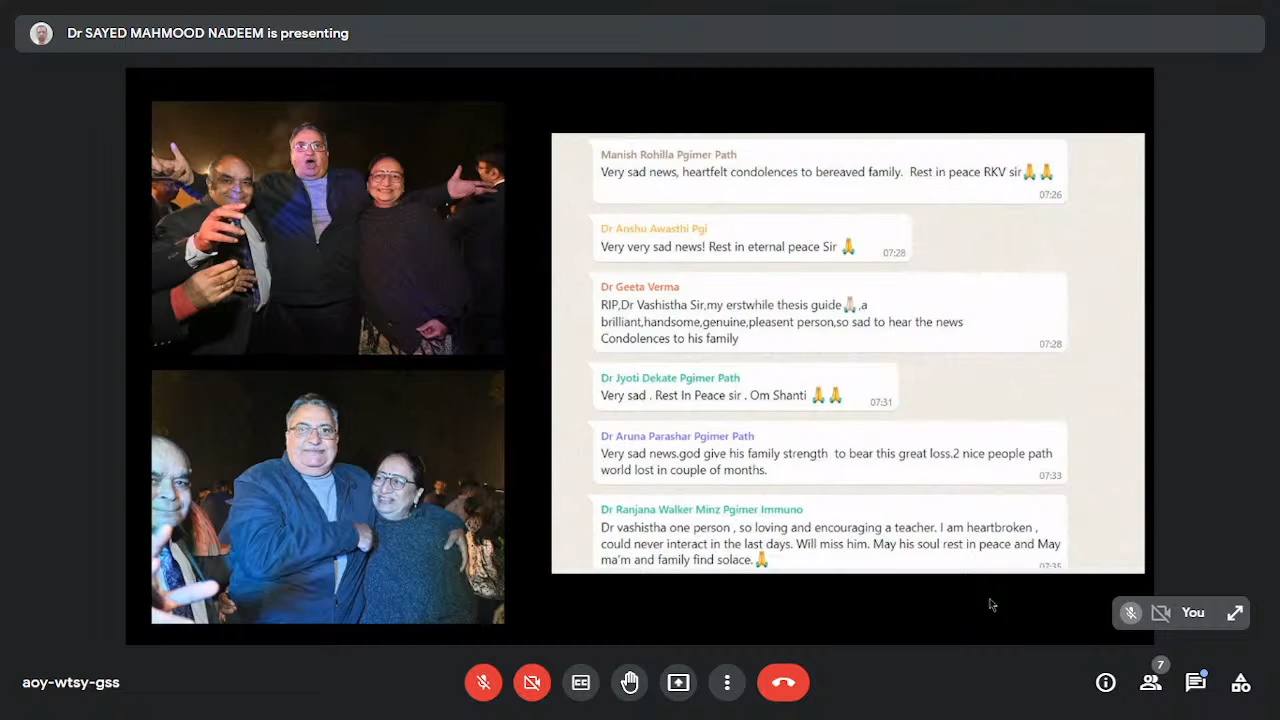 Dr SAYED MAHMOOD NADEEM is presenting
Manish Rohilla Pgimer Path
Very sad news, heartfelt condolences to bereaved family. Rest in peace RKV sir🙏🙏
07:26
Dr Anshu Awasthi Pgi
Very very sad news! Rest in eternal peace Sir 🙏
07:28
Dr Geeta Verma
RIP,Dr Vashistha Sir,my erstwhile thesis guide🙏🏻,a
brilliant,handsome,genuine,pleasent person,so sad to hear the news
Condolences to his family
07:28
Dr Jyoti Dekate Pgimer Path
Very sad . Rest In Peace sir . Om Shanti 🙏🙏
07:31
Dr Aruna Parashar Pgimer Path
Very sad news.god give his family strength to bear this great loss.2 nice people path
world lost in couple of months.
07:33
Dr Ranjana Walker Minz Pgimer Immuno
Dr vashistha one person , so loving and encouraging a teacher. I am heartbroken ,
could never interact in the last days. Will miss him. May his soul rest in peace and May
ma'm and family find solace.🙏
07:35
You
aoy-wtsy-gss
7